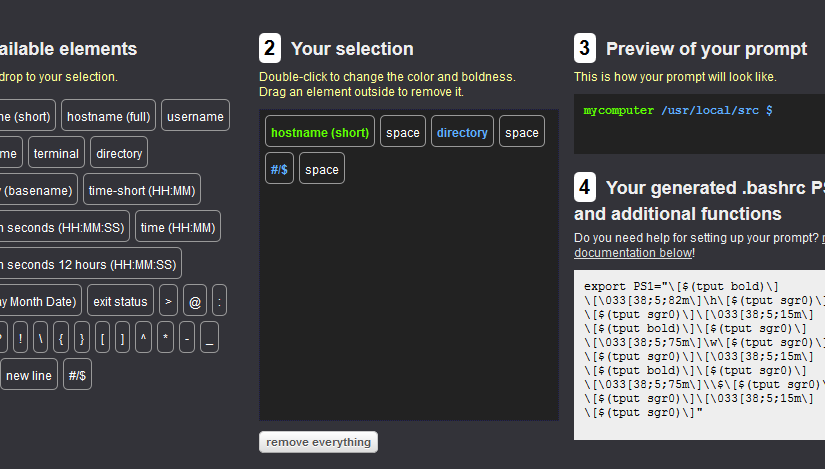 ailable elements
drop to your selection.
ne (short) hostname (full) username
me terminal directory
y (basename) time-short (HH:MM)
n seconds (HH:MM:SS) time (HH:MM)
n seconds 12 hours (HH:MM:SS)
ay Month Date) exit status > @ :
? ! \ { } [ ] ^ * - _
new line #/$
2 Your selection
Double-click to change the color and boldness.
Drag an element outside to remove it.
hostname (short) space directory space
#/$ space
remove everything
3 Preview of your prompt
This is how your prompt will look like.
mycomputer /usr/local/src $
4 Your generated .bashrc PS
and additional functions
Do you need help for setting up your prompt?
documentation below!
export PS1="\[$(tput bold)\]
\[\033[38;5;82m\]\h\[$(tput sgr0)\]
\[$(tput sgr0)\]\[\033[38;5;15m\]
\[$(tput bold)\]\[$(tput sgr0)\]
\[\033[38;5;75m\]\w\[$(tput sgr0)\]
\[$(tput sgr0)\]\[\033[38;5;15m\]
\[$(tput bold)\]\[$(tput sgr0)\]
\[\033[38;5;75m\]\\$\[$(tput sgr0)\
\[$(tput sgr0)\]\[\033[38;5;15m\]
\[$(tput sgr0)\]"